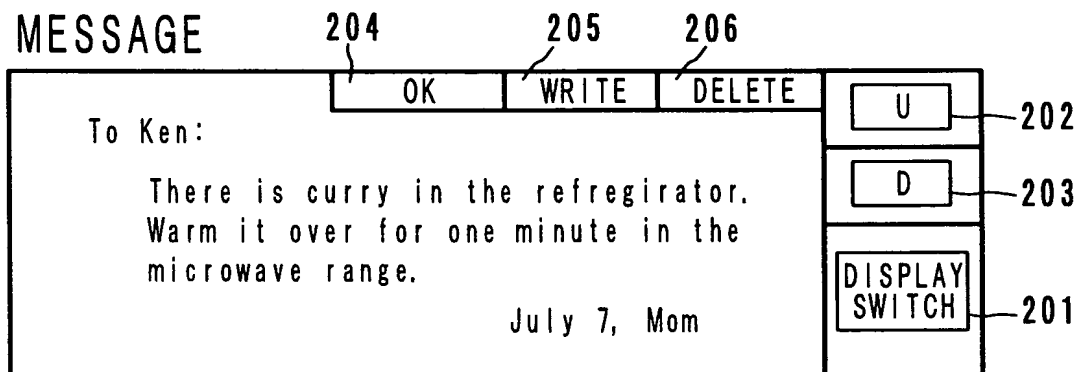 MESSAGE 204 205 206
OK WRITE DELETE U 202
To Ken:
D 203
There is curry in the refregirator.
Warm it over for one minute in the
microwave range.
DISPLAY
SWITCH 201
July 7, Mom